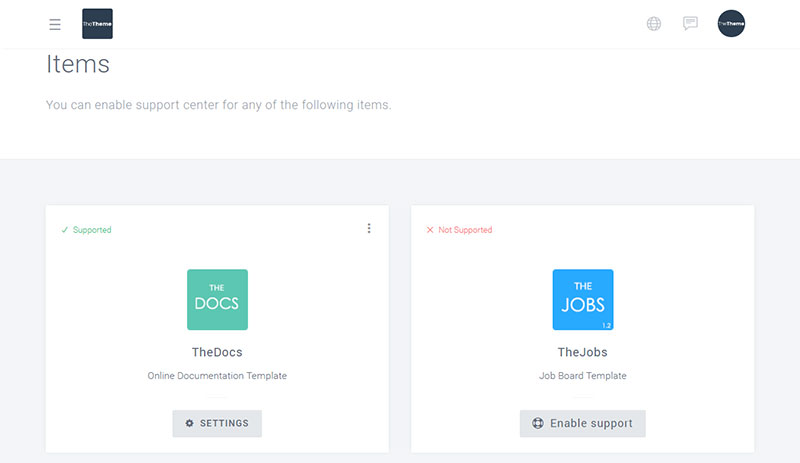 TheTheme
TheTheme
Items
You can enable support center for any of the following items.
Supported
Not Supported
THE
DOCS
THE
JOBS
1.2
TheDocs
TheJobs
Online Documentation Template
Job Board Template
SETTINGS
Enable support